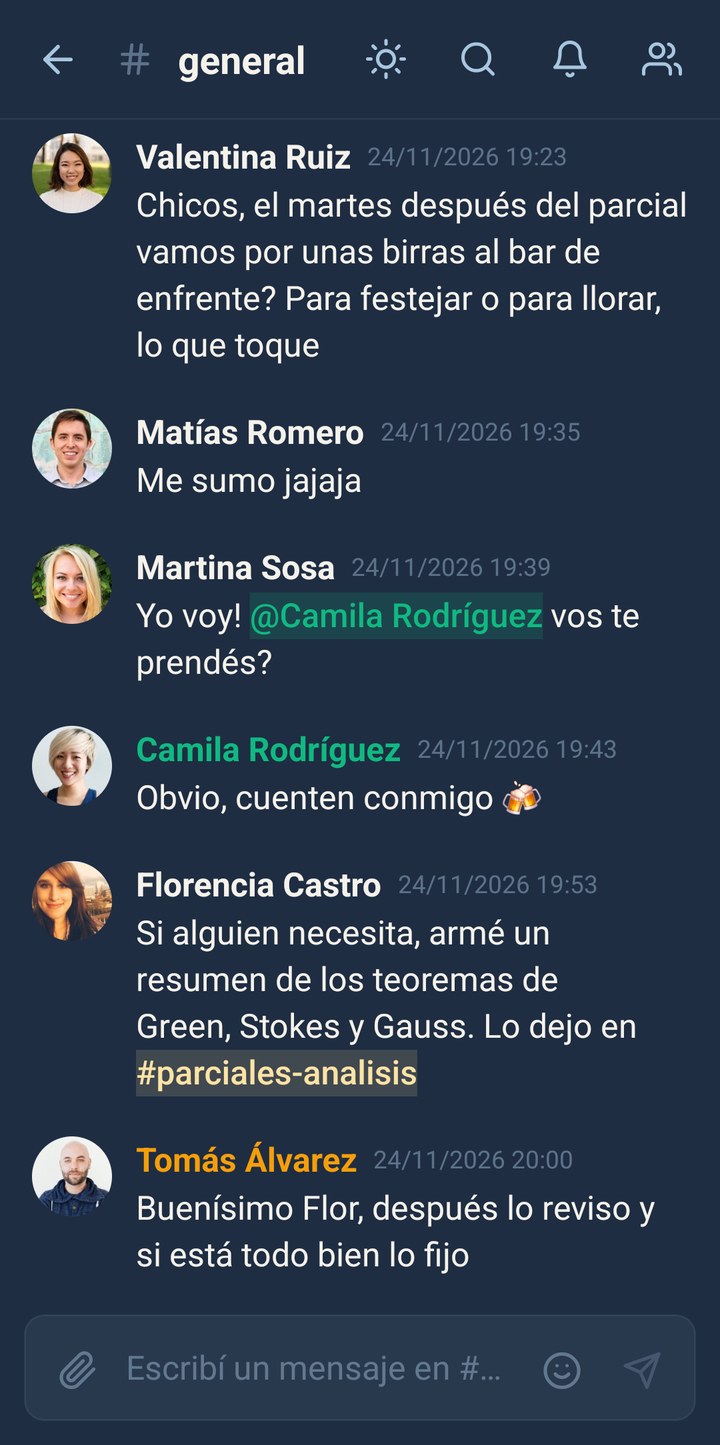 # general
Valentina Ruiz 24/11/2026 19:23
Chicos, el martes después del parcial
vamos por unas birras al bar de
enfrente? Para festejar o para llorar,
lo que toque
Matías Romero 24/11/2026 19:35
Me sumo jajaja
Martina Sosa 24/11/2026 19:39
Yo voy! @Camila Rodríguez vos te
prendés?
Camila Rodríguez 24/11/2026 19:43
Obvio, cuenten conmigo 🍻
Florencia Castro 24/11/2026 19:53
Si alguien necesita, armé un
resumen de los teoremas de
Green, Stokes y Gauss. Lo dejo en
#parciales-analisis
Tomás Álvarez 24/11/2026 20:00
Buenísimo Flor, después lo reviso y
si está todo bien lo fijo
Escribí un mensaje en #...